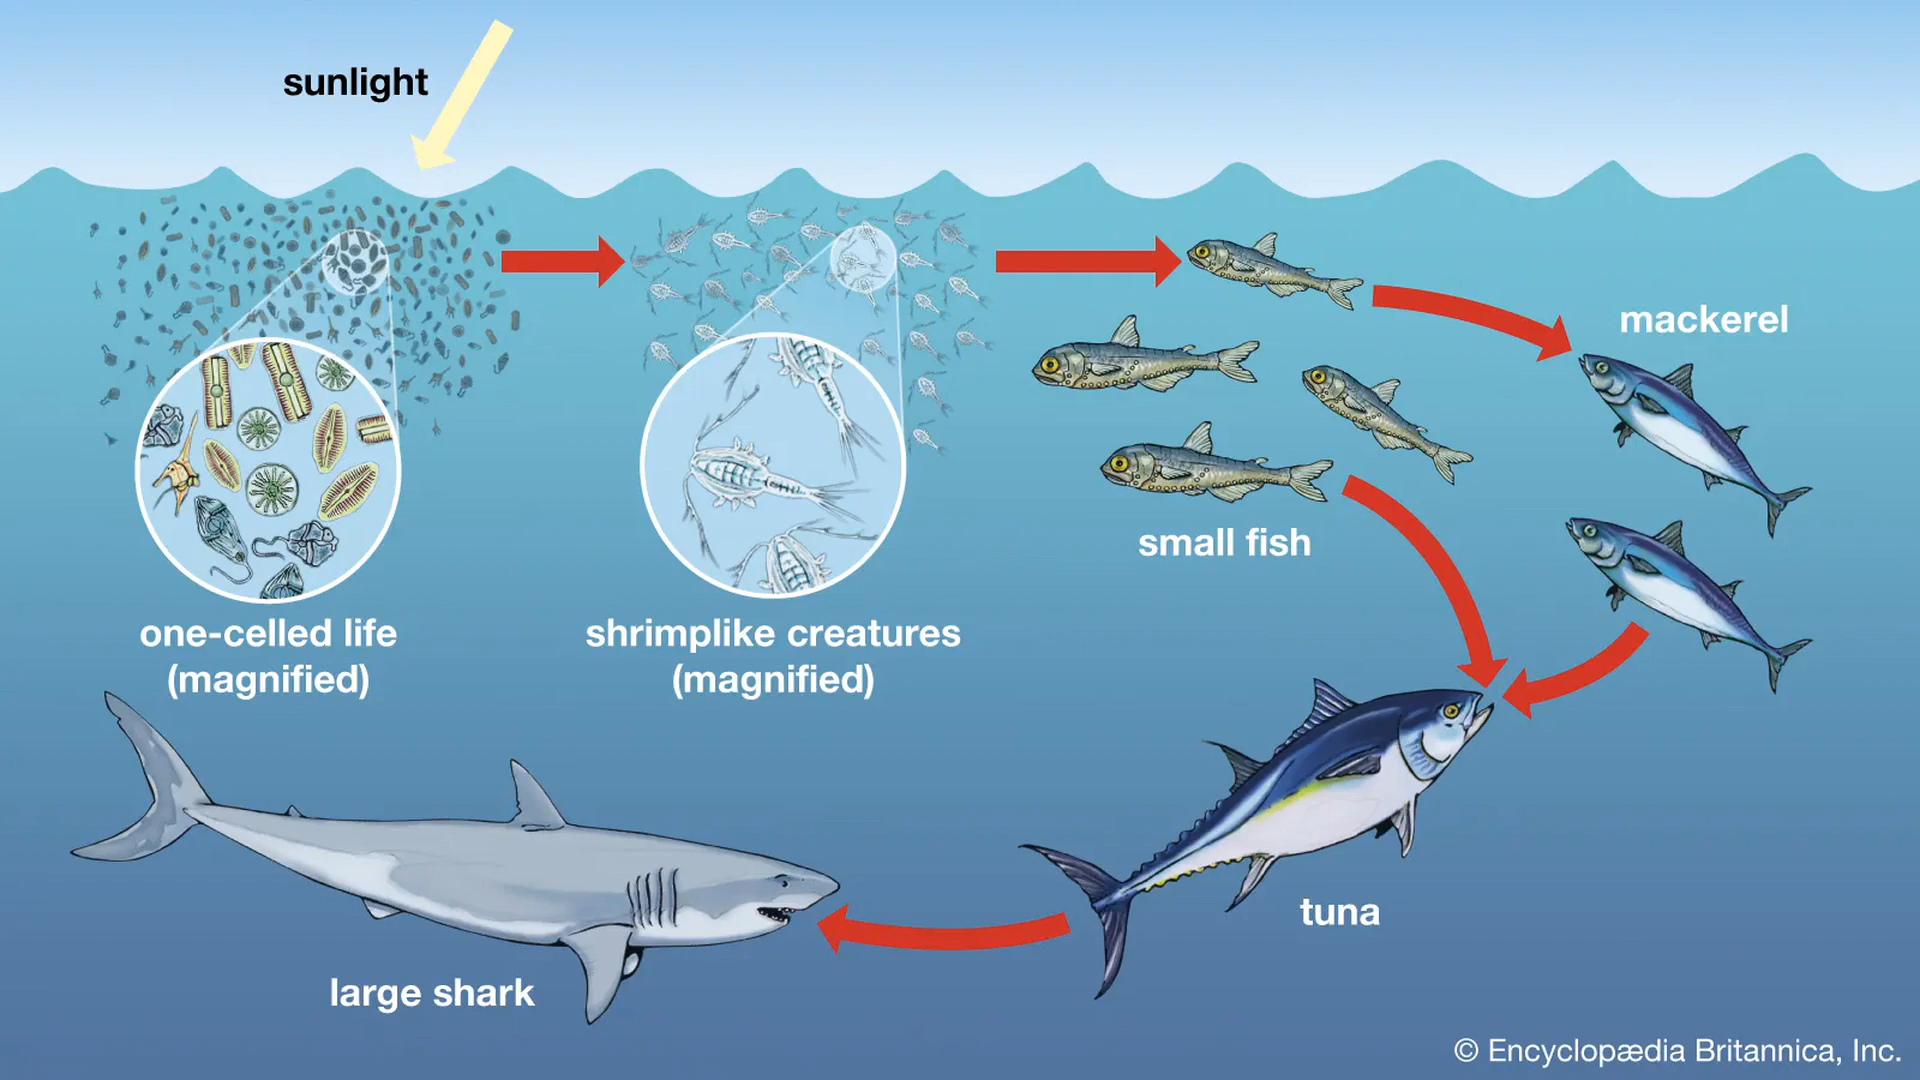 sunlight
mackerel
small fish
one-celled life
(magnified)
shrimplike creatures
(magnified)
tuna
large shark
© Encyclopædia Britannica, Inc.